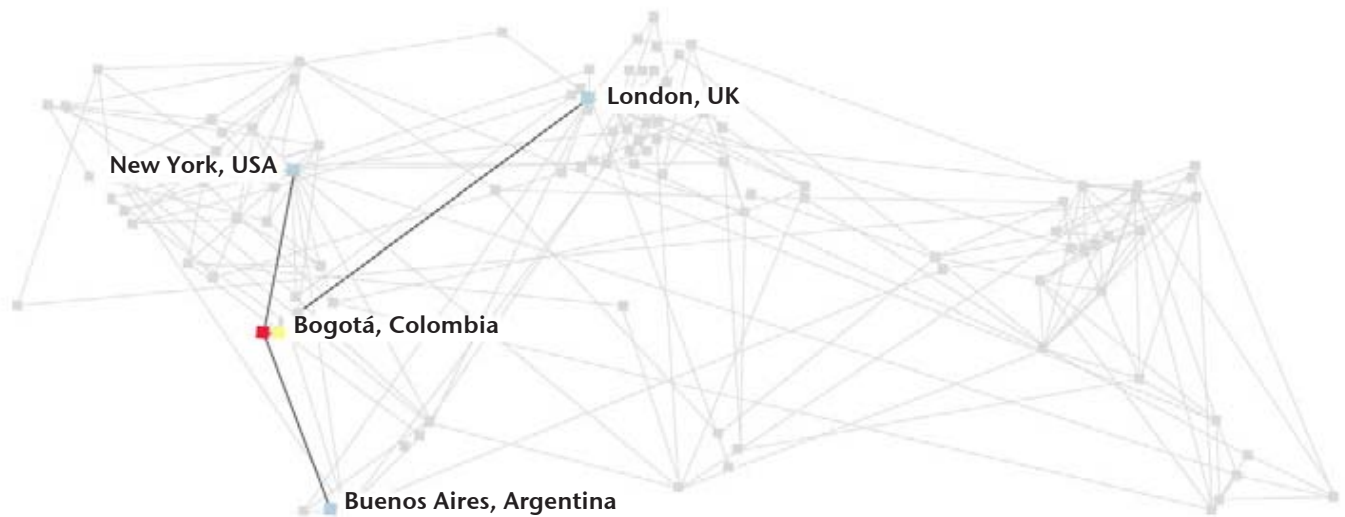 London, UK
New York, USA
Bogotá, Colombia
Buenos Aires, Argentina